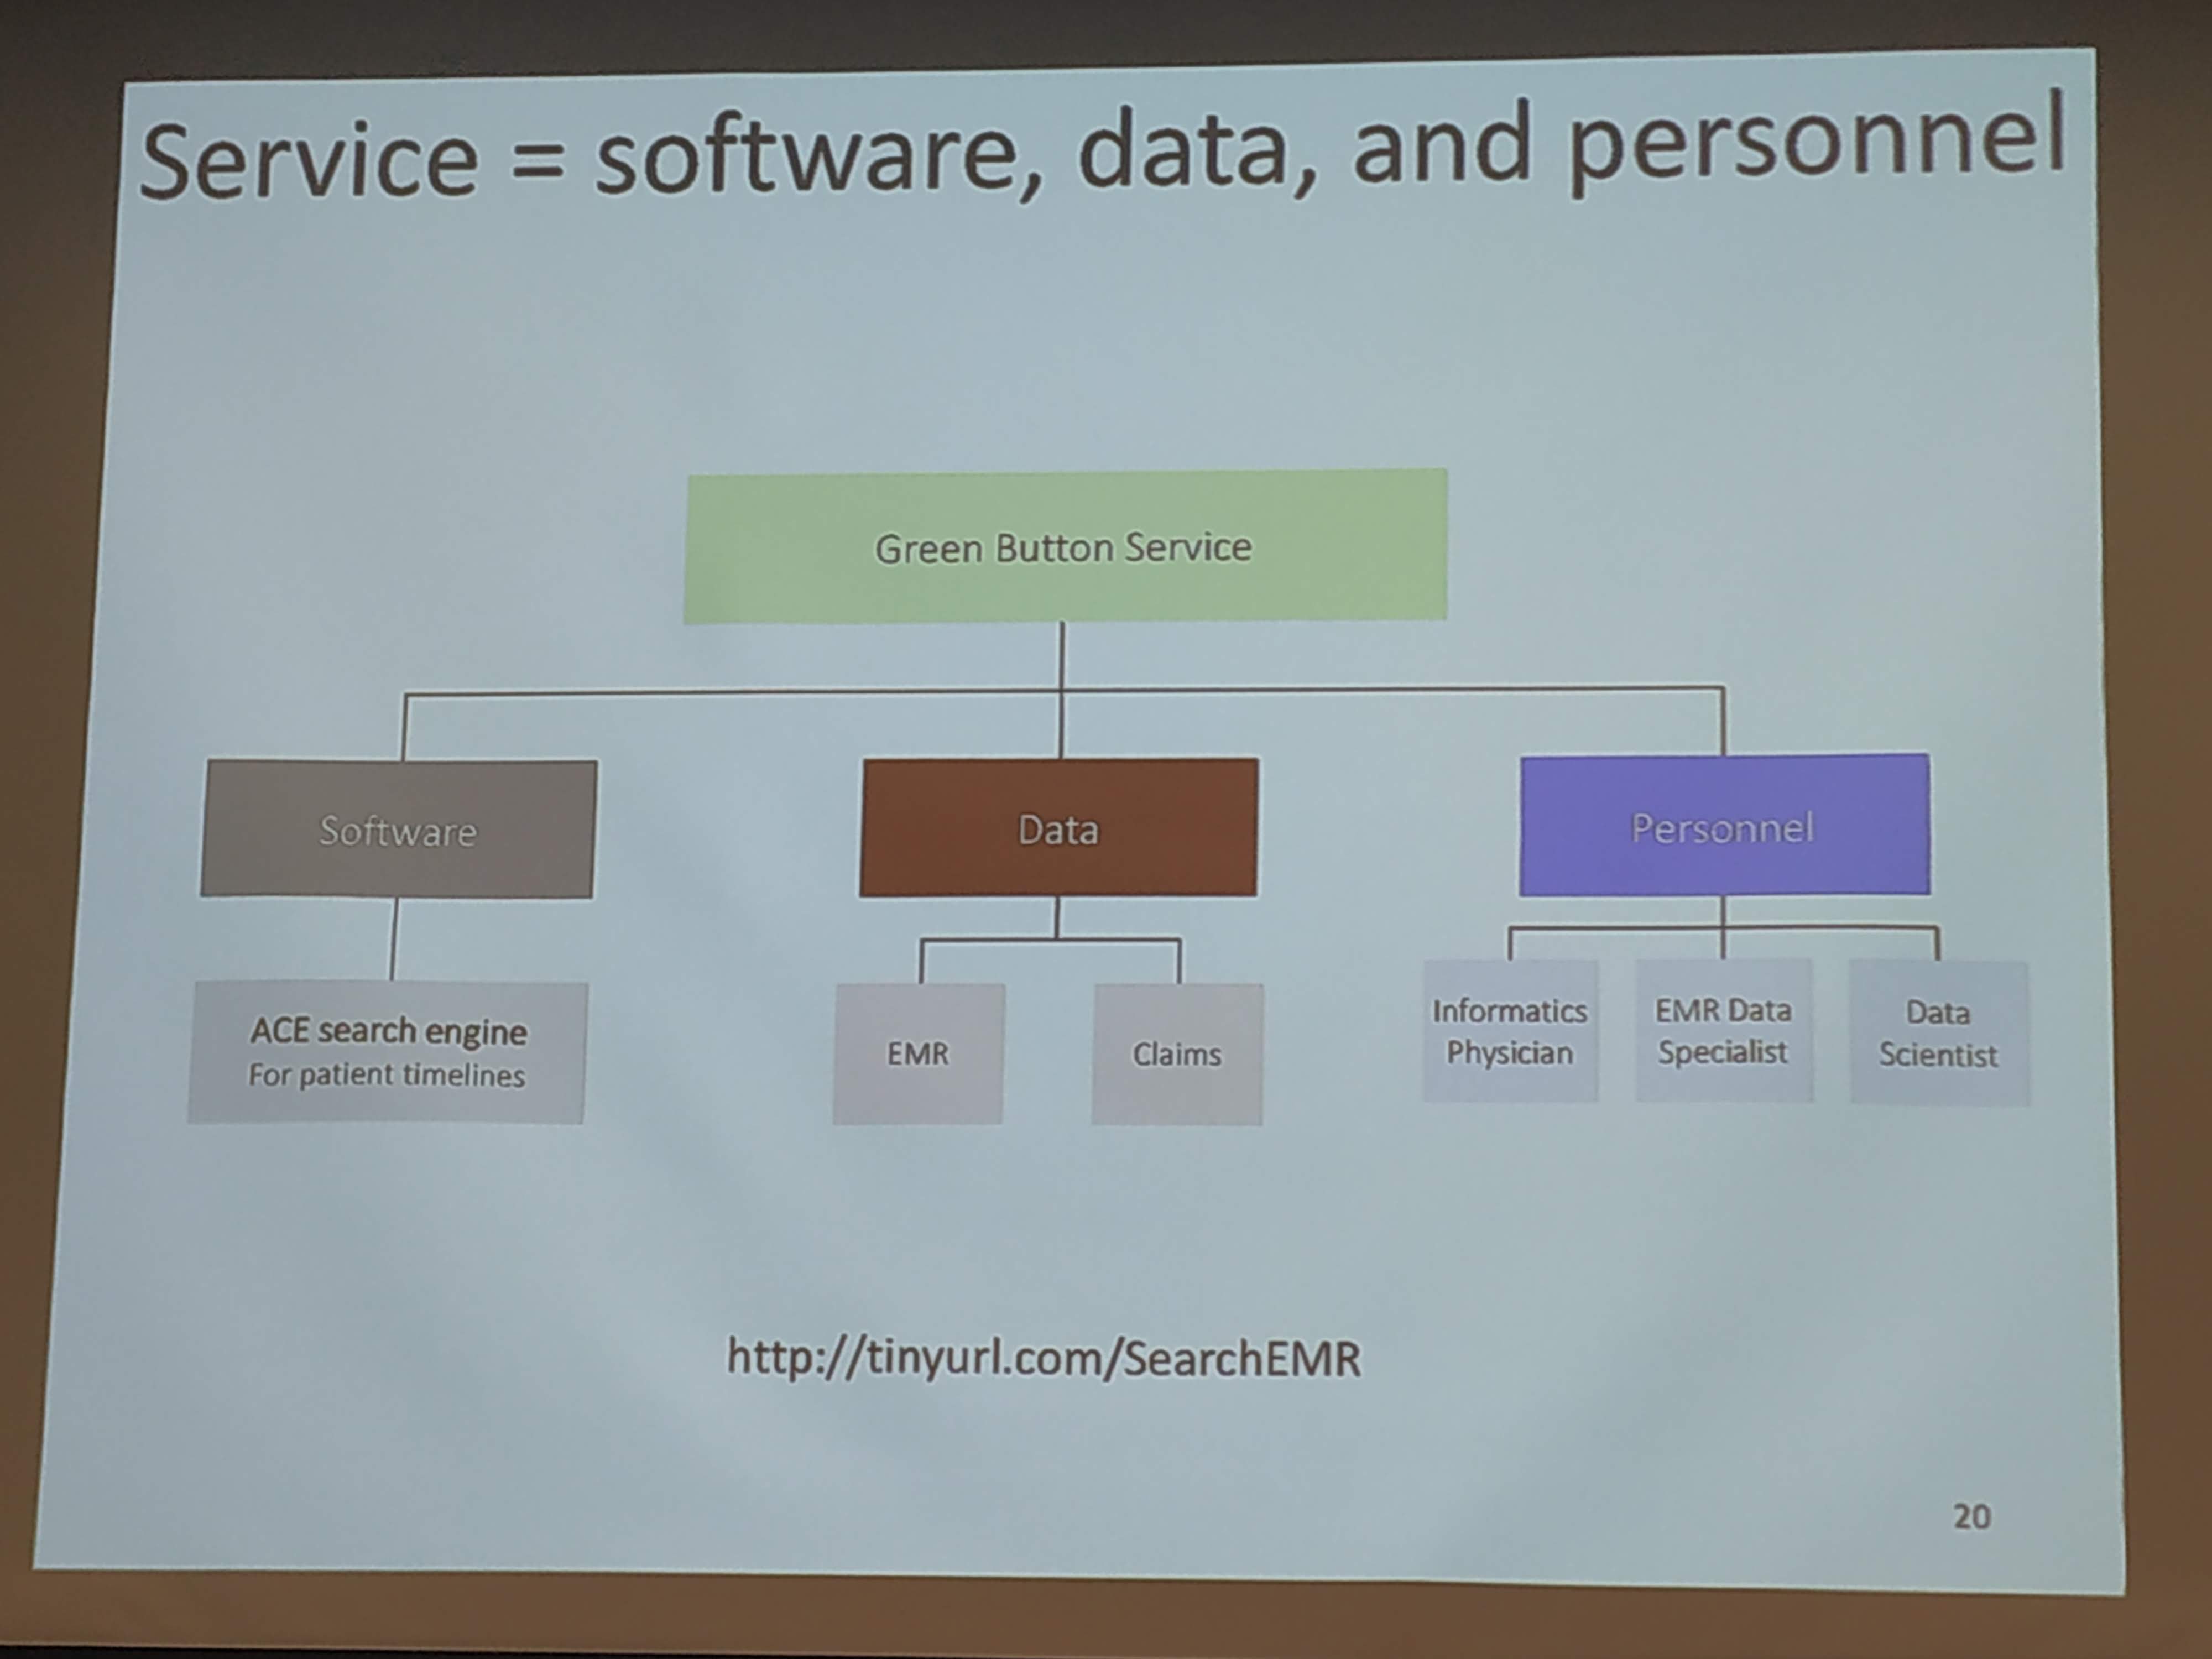 Service = software, data, and personnel
Green Button Service
Software
Data
Personnel
ACE search engine
For patient timelines
EMR
Claims
Informatics
Physician
EMR Data
Specialist
Data
Scientist
http://tinyurl.com/SearchEMR
20